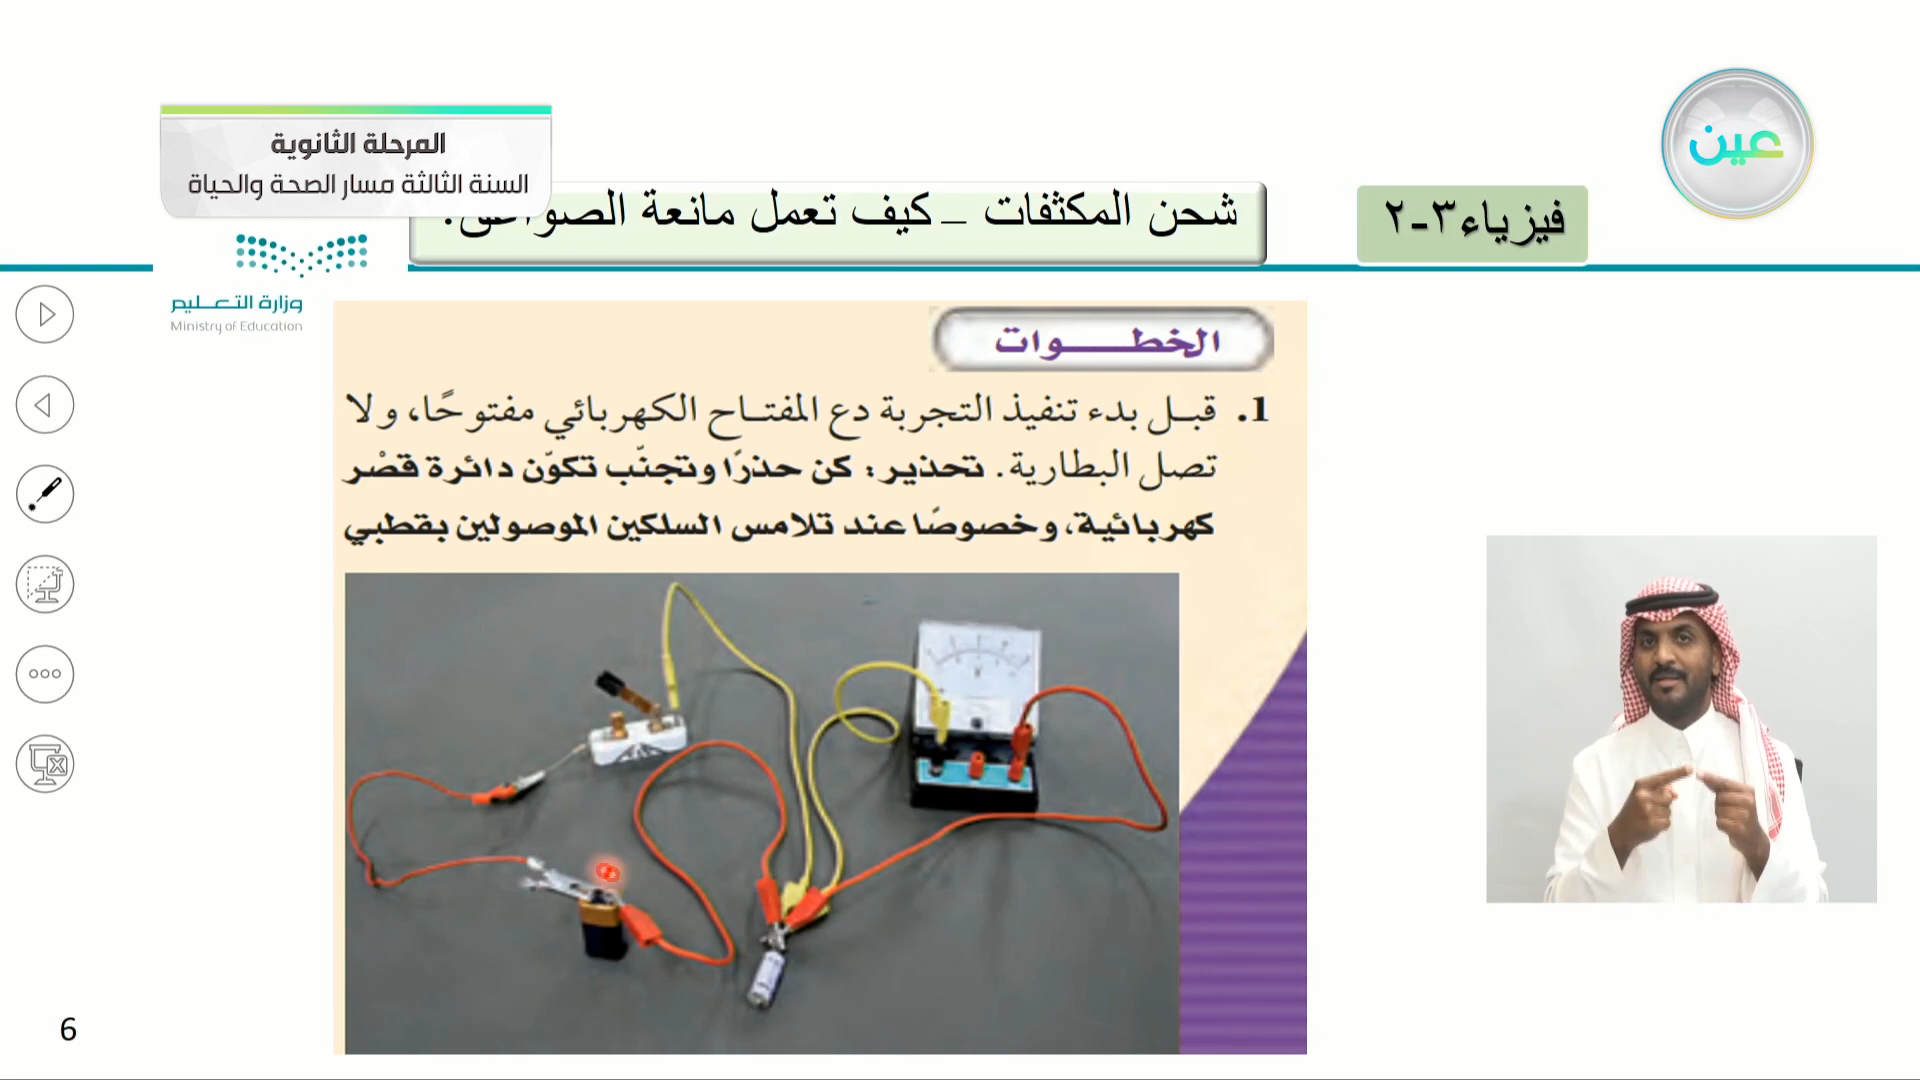 عين
المرحلة الثانوية
السنة الثالثة مسار الصحة والحياة
فيزياء٣-٢
شحن المكثفات – كيف تعمل مانعة الصواعق؟
وزارة التعليم
Ministry of Education
الخطوات
1. قبل بدء تنفيذ التجربة دع المفتاح الكهربائي مفتوحًا، ولا
تصل البطارية. تحذير: كن حذرًا وتجنّب تكوّن دائرة قصْر
كهربائية، وخصوصًا عند تلامس السلكين الموصولين بقطبي
6